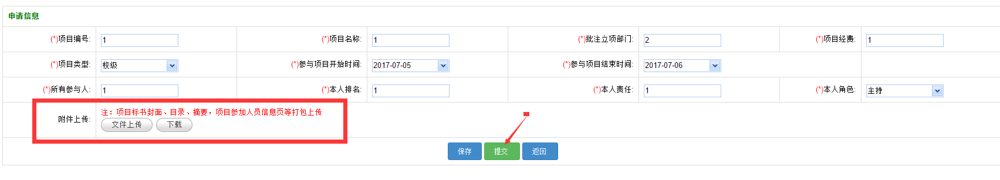 申请信息
(*)项目编号: 1 (*)项目名称: 1 (*)批注立项部门: 2 (*)项目经费: 1
(*)项目类型: 校级 (*)参与项目开始时间: 2017-07-05 (*)参与项目结束时间: 2017-07-06
(*)所有参与人: 1 (*)本人排名: 1 (*)本人责任: 1 (*)本人角色: 主持
附件上传: 注：项目标书封面、目录、摘要，项目参加人员信息页等打包上传
文件上传 下载
保存 提交 返回